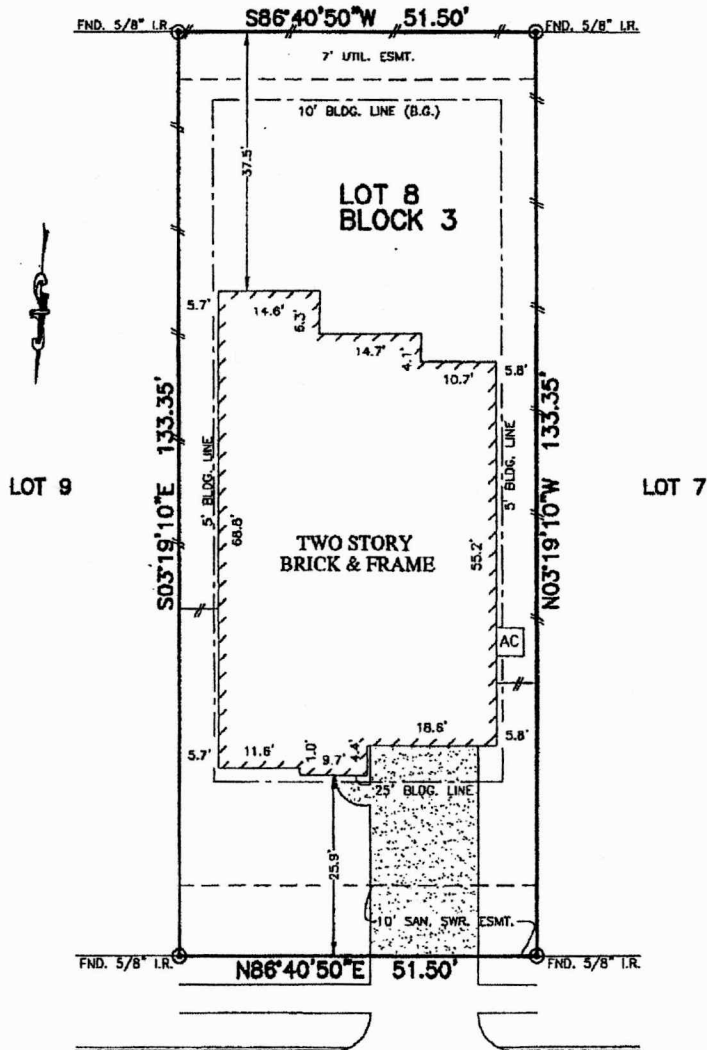 S86°40'50"W 51.50'
FND. 5/8" I.R.
FND. 5/8" I.R.
7' UTIL. ESMT.
10' BLDG. LINE (B.G.)
37.5'
LOT 8
BLOCK 3
5.7'
14.6'
6.3'
14.7'
4.1'
10.7'
5.8'
S03°19'10"E 133.35'
5' BLDG. LINE
68.8'
N03°19'10"W 133.35'
5' BLDG. LINE
55.2'
LOT 9
LOT 7
TWO STORY
BRICK & FRAME
AC
5.7'
11.6'
1.0'
9.7'
4.4'
18.6'
5.8'
25' BLDG. LINE
25.9'
10' SAN. SWR. ESMT.
FND. 5/8" I.R.
N86°40'50"E 51.50'
FND. 5/8" I.R.